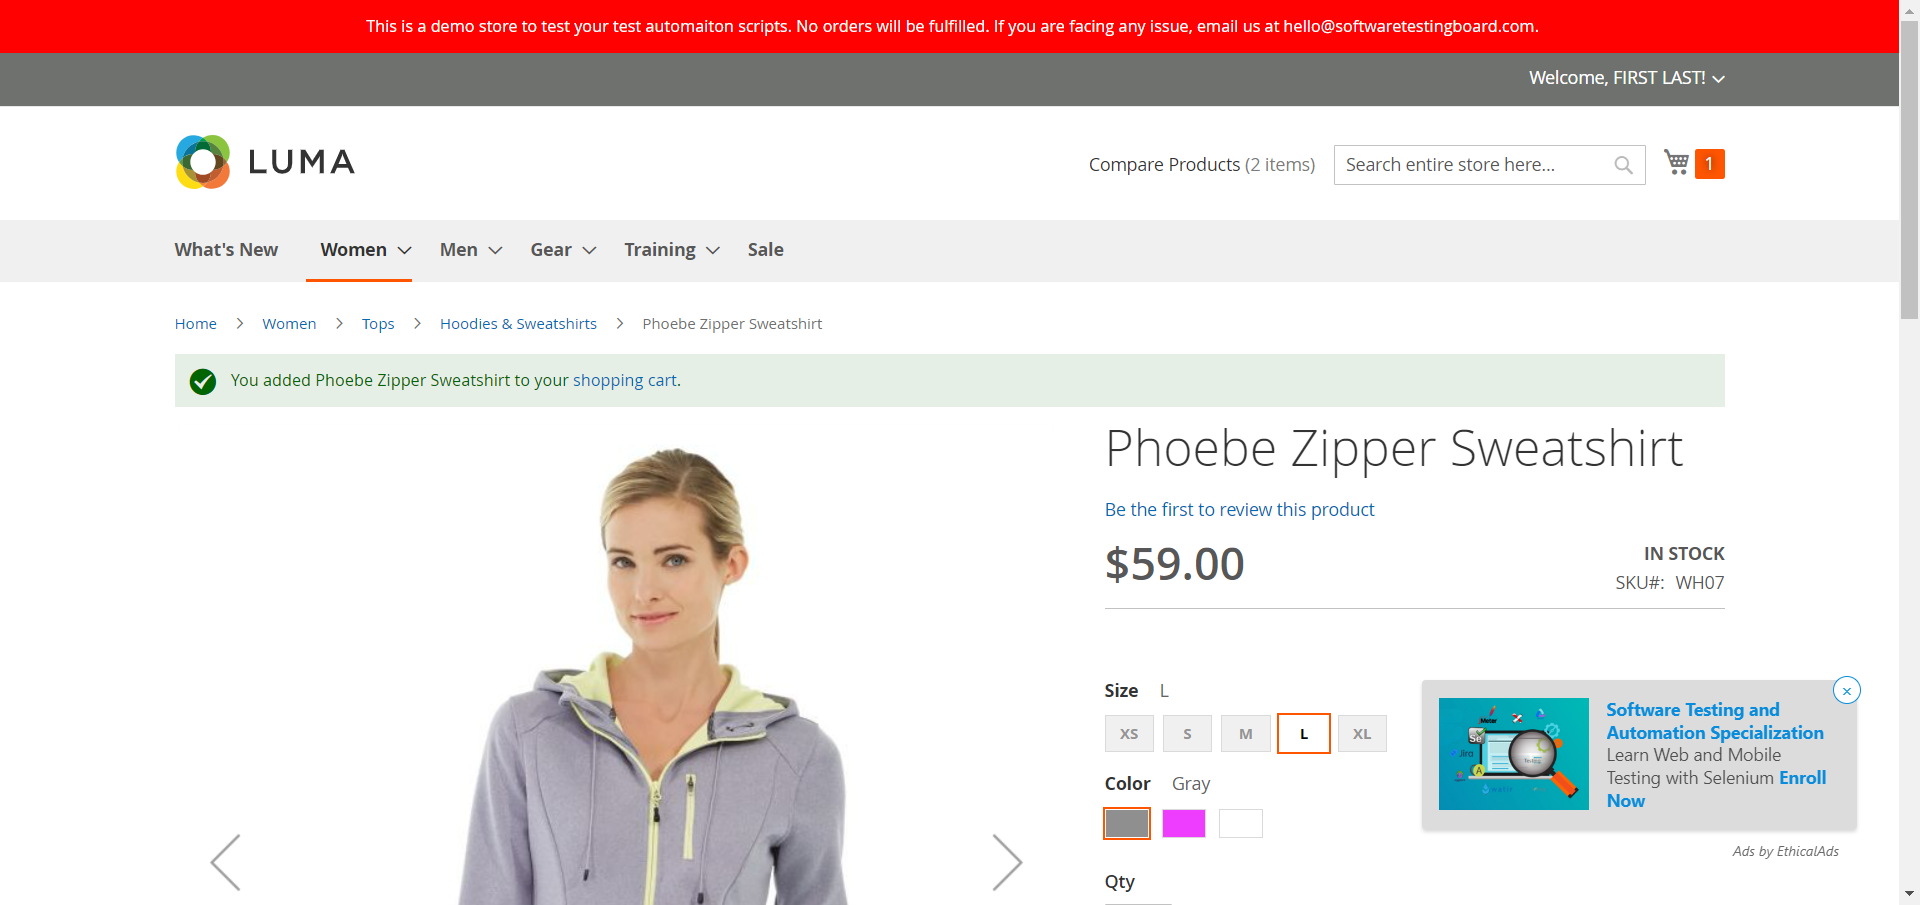 This is a demo store to test your test automaiton scripts. No orders will be fulfilled. If you are facing any issue, email us at hello@softwaretestingboard.com.
Welcome, FIRST LAST!
LUMA
Compare Products (2 items)
Search entire store here...
1
What's New
Women
Men
Gear
Training
Sale
Home
Women
Tops
Hoodies & Sweatshirts
Phoebe Zipper Sweatshirt
You added Phoebe Zipper Sweatshirt to your shopping cart.
Phoebe Zipper Sweatshirt
Be the first to review this product
$59.00
IN STOCK
SKU#: WH07
Size L
XS
S
M
L
XL
Color Gray
Qty
Software Testing and
Automation Specialization
Learn Web and Mobile
Testing with Selenium Enroll
Now
Meter
Se
Jira
Ads by EthicalAds